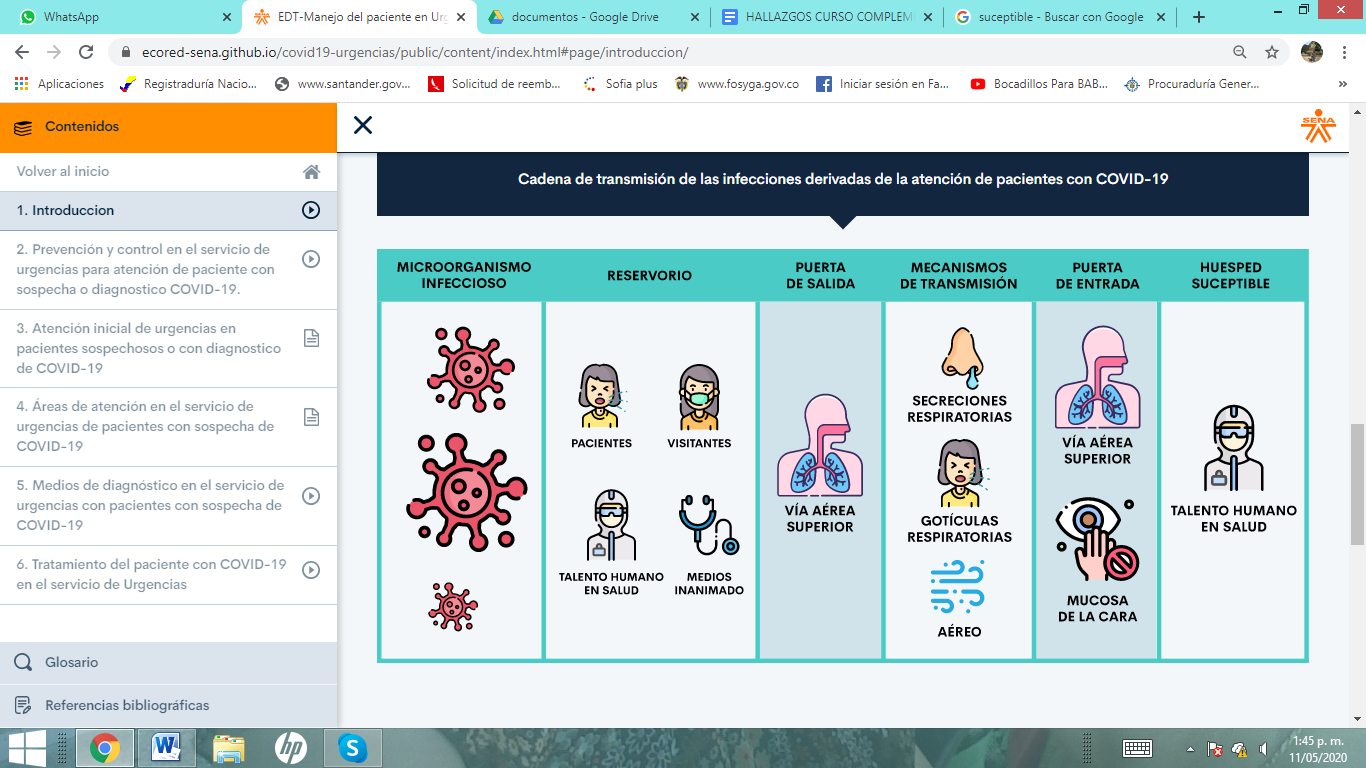 WhatsApp
EDT-Manejo del paciente en Urg
documentos - Google Drive
HALLAZGOS CURSO COMPLEM
suceptible - Buscar con Google
ecored-sena.github.io/covid19-urgencias/public/content/index.html#page/introduccion/
Aplicaciones
Registraduría Nacio...
www.santander.gov...
Solicitud de reemb...
Sofia plus
www.fosyga.gov.co
Iniciar sesión en Fa...
Bocadillos Para BAB...
Procuraduría Gener...
Contenidos
Volver al inicio
1. Introduccion
2. Prevención y control en el servicio de
urgencias para atención de paciente con
sospecha o diagnostico COVID-19.
3. Atención inicial de urgencias en
pacientes sospechosos o con diagnostico
de COVID-19
4. Áreas de atención en el servicio de
urgencias de pacientes con sospecha de
COVID-19
5. Medios de diagnóstico en el servicio de
urgencias con pacientes con sospecha de
COVID-19
6. Tratamiento del paciente con COVID-19
en el servicio de Urgencias
Glosario
Referencias bibliográficas
SENA
Cadena de transmisión de las infecciones derivadas de la atención de pacientes con COVID-19
MICROORGANISMO
INFECCIOSO
RESERVORIO
PACIENTES
VISITANTES
TALENTO HUMANO
EN SALUD
MEDIOS
INANIMADO
PUERTA
DE SALIDA
VÍA AÉREA
SUPERIOR
MECANISMOS
DE TRANSMISIÓN
SECRECIONES
RESPIRATORIAS
GOTÍCULAS
RESPIRATORIAS
AÉREO
PUERTA
DE ENTRADA
VÍA AÉREA
SUPERIOR
MUCOSA
DE LA CARA
HUESPED
SUCEPTIBLE
TALENTO HUMANO
EN SALUD
1:45 p. m.
11/05/2020